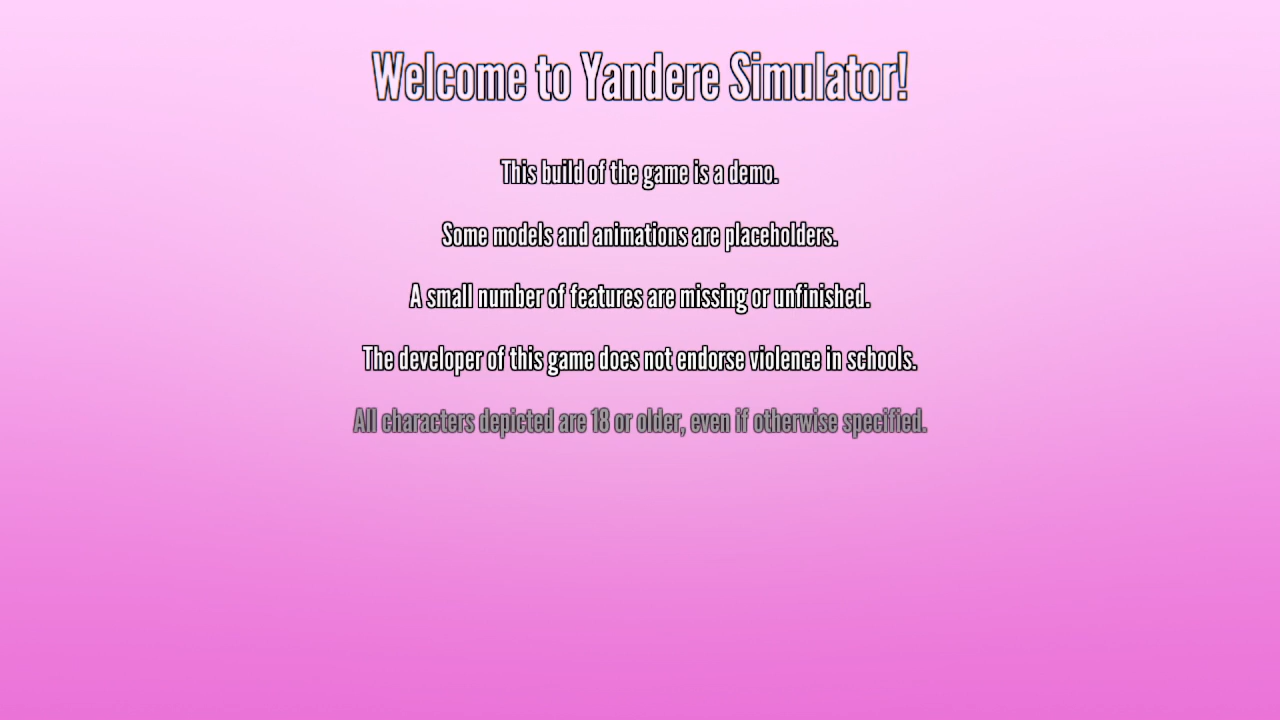 Welcome to Yandere Simulator!
This build of the game is a demo.
Some models and animations are placeholders.
A small number of features are missing or unfinished.
The developer of this game does not endorse violence in schools.
All characters depicted are 18 or older, even if otherwise specified.